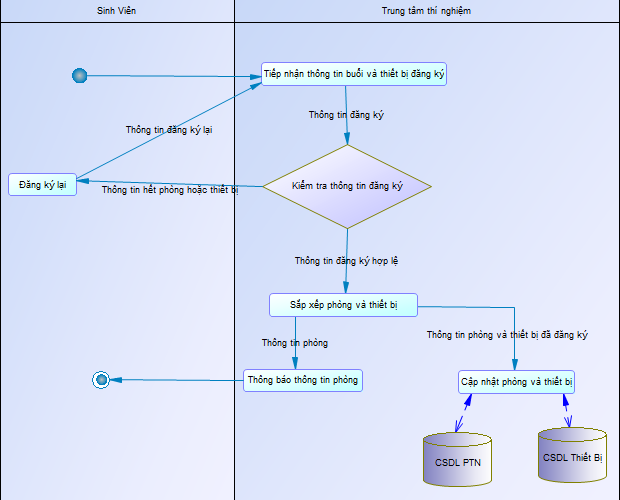 Sinh Viên
Trung tâm thí nghiệm
Tiếp nhận thông tin buổi và thiết bị đăng ký
Thông tin đăng ký
Thông tin đăng ký lại
Đăng ký lại
Thông tin hết phòng hoặc thiết bị
Kiểm tra thông tin đăng ký
Thông tin đăng ký hợp lệ
Sắp xếp phòng và thiết bị
Thông tin phòng
Thông tin phòng và thiết bị đã đăng ký
Thông báo thông tin phòng
Cập nhật phòng và thiết bị
CSDL PTN
CSDL Thiết Bị